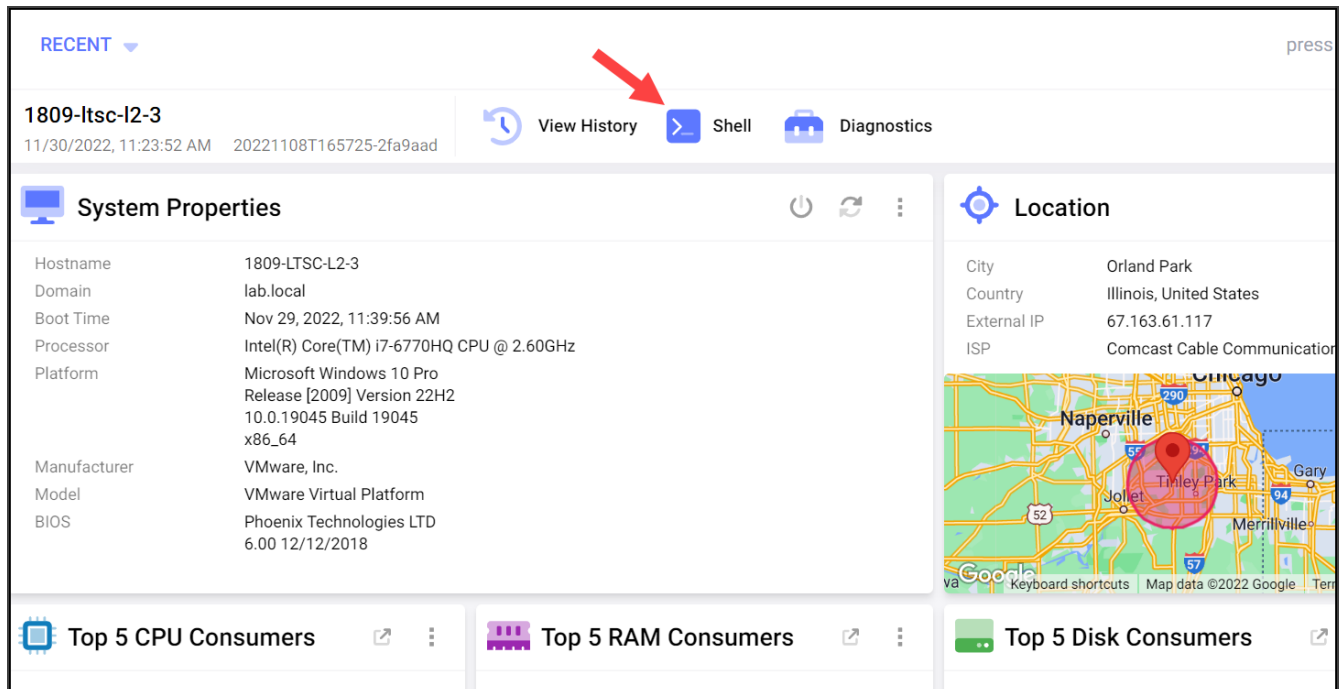 RECENT
press
1809-ltsc-l2-3
11/30/2022, 11:23:52 AM 20221108T165725-2fa9aad
View History
Shell
Diagnostics
System Properties
Hostname 1809-LTSC-L2-3
Domain lab.local
Boot Time Nov 29, 2022, 11:39:56 AM
Processor Intel(R) Core(TM) i7-6770HQ CPU @ 2.60GHz
Platform Microsoft Windows 10 Pro
Release [2009] Version 22H2
10.0.19045 Build 19045
x86_64
Manufacturer VMware, Inc.
Model VMware Virtual Platform
BIOS Phoenix Technologies LTD
6.00 12/12/2018
Location
City Orland Park
Country Illinois, United States
External IP 67.163.61.117
ISP Comcast Cable Communication
Chicago
290
Naperville
55
Tinley Park
Gary
Joliet
94
52
Merrillville
57
Google
Keyboard shortcuts
Map data ©2022 Google
Top 5 CPU Consumers
Top 5 RAM Consumers
Top 5 Disk Consumers